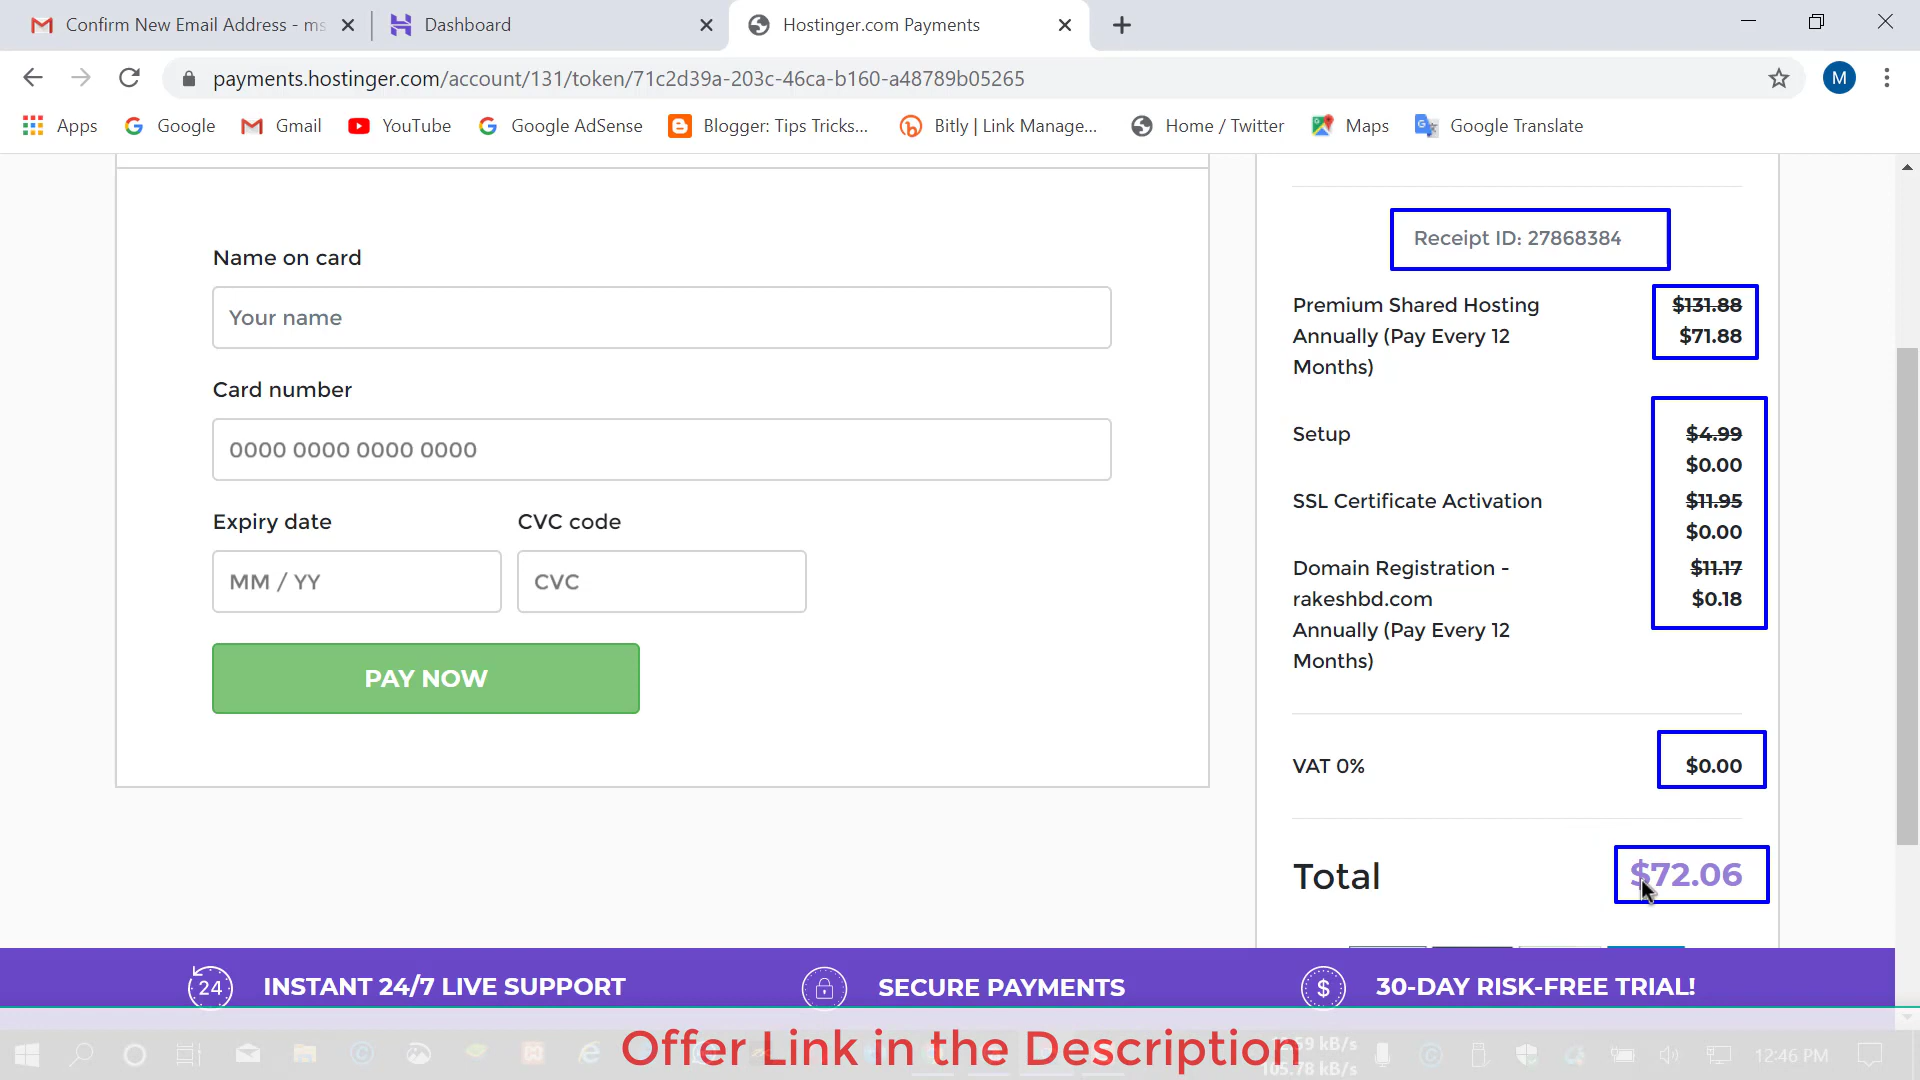 Confirm New Email Address - ms
Dashboard
Hostinger.com Payments
payments.hostinger.com/account/131/token/71c2d39a-203c-46ca-b160-a48789b05265
M
Apps
Google
Gmail
YouTube
Google AdSense
Blogger: Tips Tricks...
Bitly | Link Manage...
Home / Twitter
Maps
Google Translate
Name on card
Your name
Card number
0000 0000 0000 0000
Expiry date
CVC code
MM / YY
CVC
PAY NOW
Receipt ID: 27868384
Premium Shared Hosting $131.88
Annually (Pay Every 12 $71.88
Months)
Setup $4.99
$0.00
SSL Certificate Activation $11.95
$0.00
Domain Registration - $11.17
rakeshbd.com $0.18
Annually (Pay Every 12
Months)
VAT 0% $0.00
Total $72.06
24 INSTANT 24/7 LIVE SUPPORT
SECURE PAYMENTS
$ 30-DAY RISK-FREE TRIAL!
Offer Link in the Description
kB/s
105.78 kB/s
12:46 PM